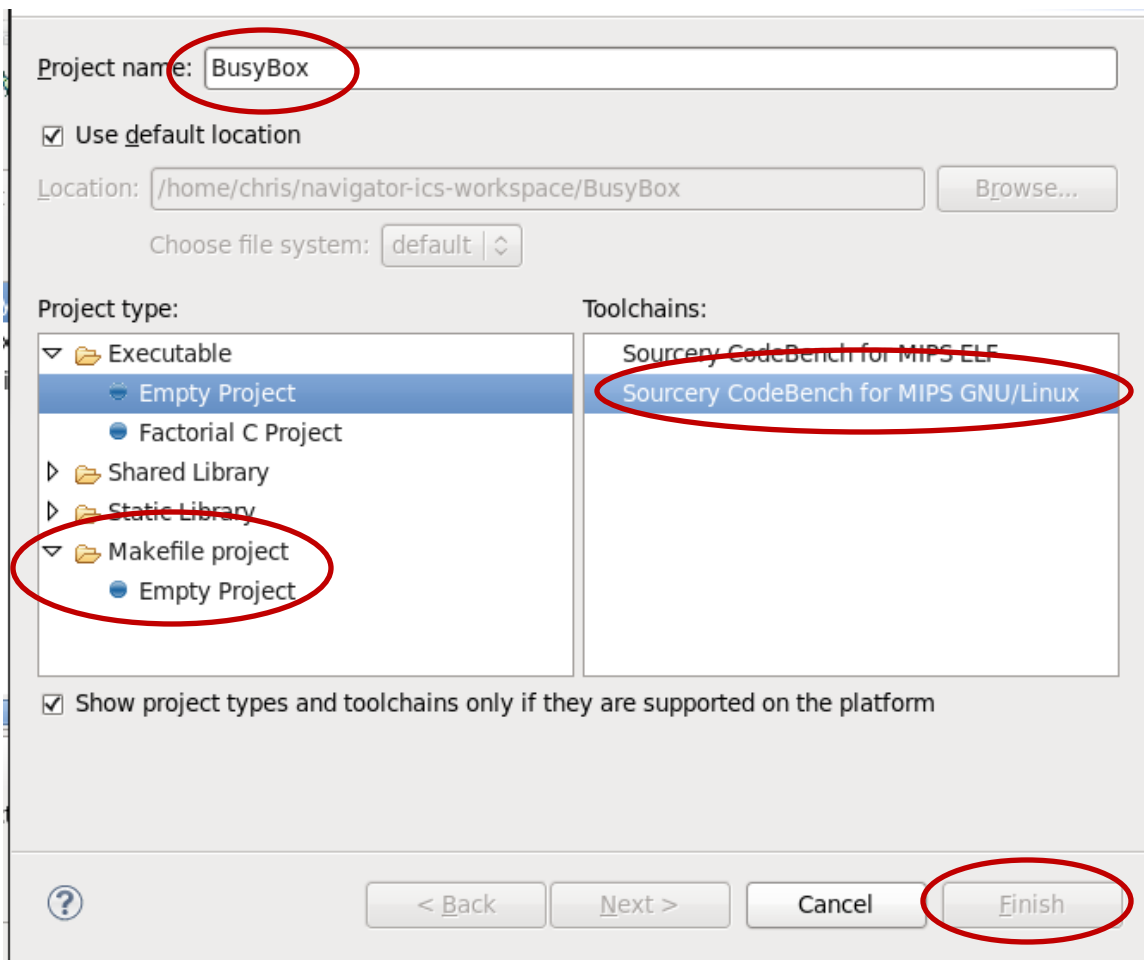 Project name: BusyBox
Use default location
Location: /home/chris/navigator-ics-workspace/BusyBox Browse...
Choose file system: default
Project type: Toolchains:
Executable Sourcery CodeBench for MIPS ELF
Empty Project Sourcery CodeBench for MIPS GNU/Linux
Factorial C Project
Shared Library
Static Library
Makefile project
Empty Project
Show project types and toolchains only if they are supported on the platform
? < Back Next > Cancel Finish